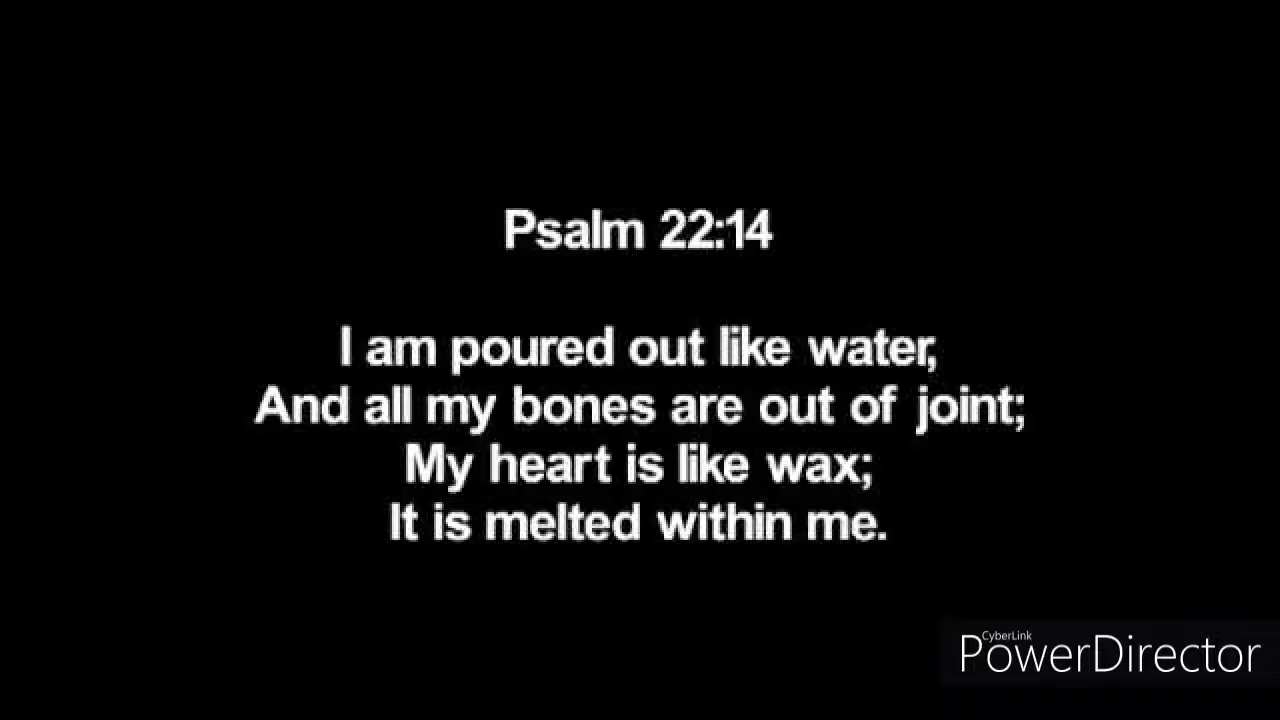 Psalm 22:14
I am poured out like water,
And all my bones are out of joint;
My heart is like wax;
It is melted within me.
CyberLink
PowerDirector